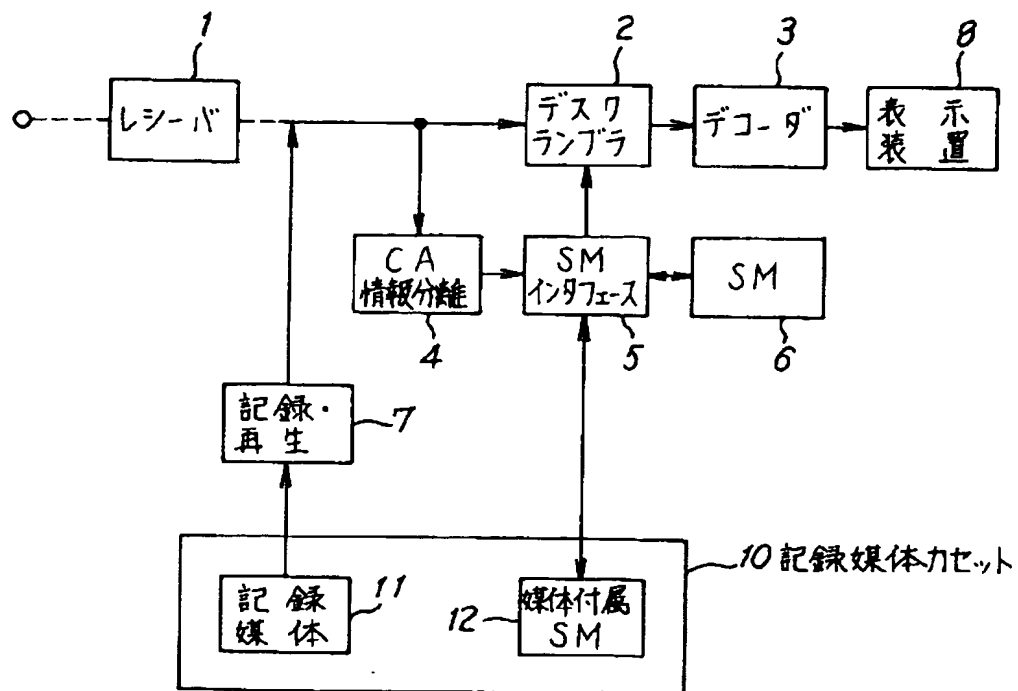 1
2
3
8
レシーバ
デスク
ランブラ
デコーダ
表示
装置
CA
情報分離
4
SM
インタフェース
5
SM
6
記録・
再生
7
10 記録媒体カセット
記録
媒体
11
12
媒体付属
SM